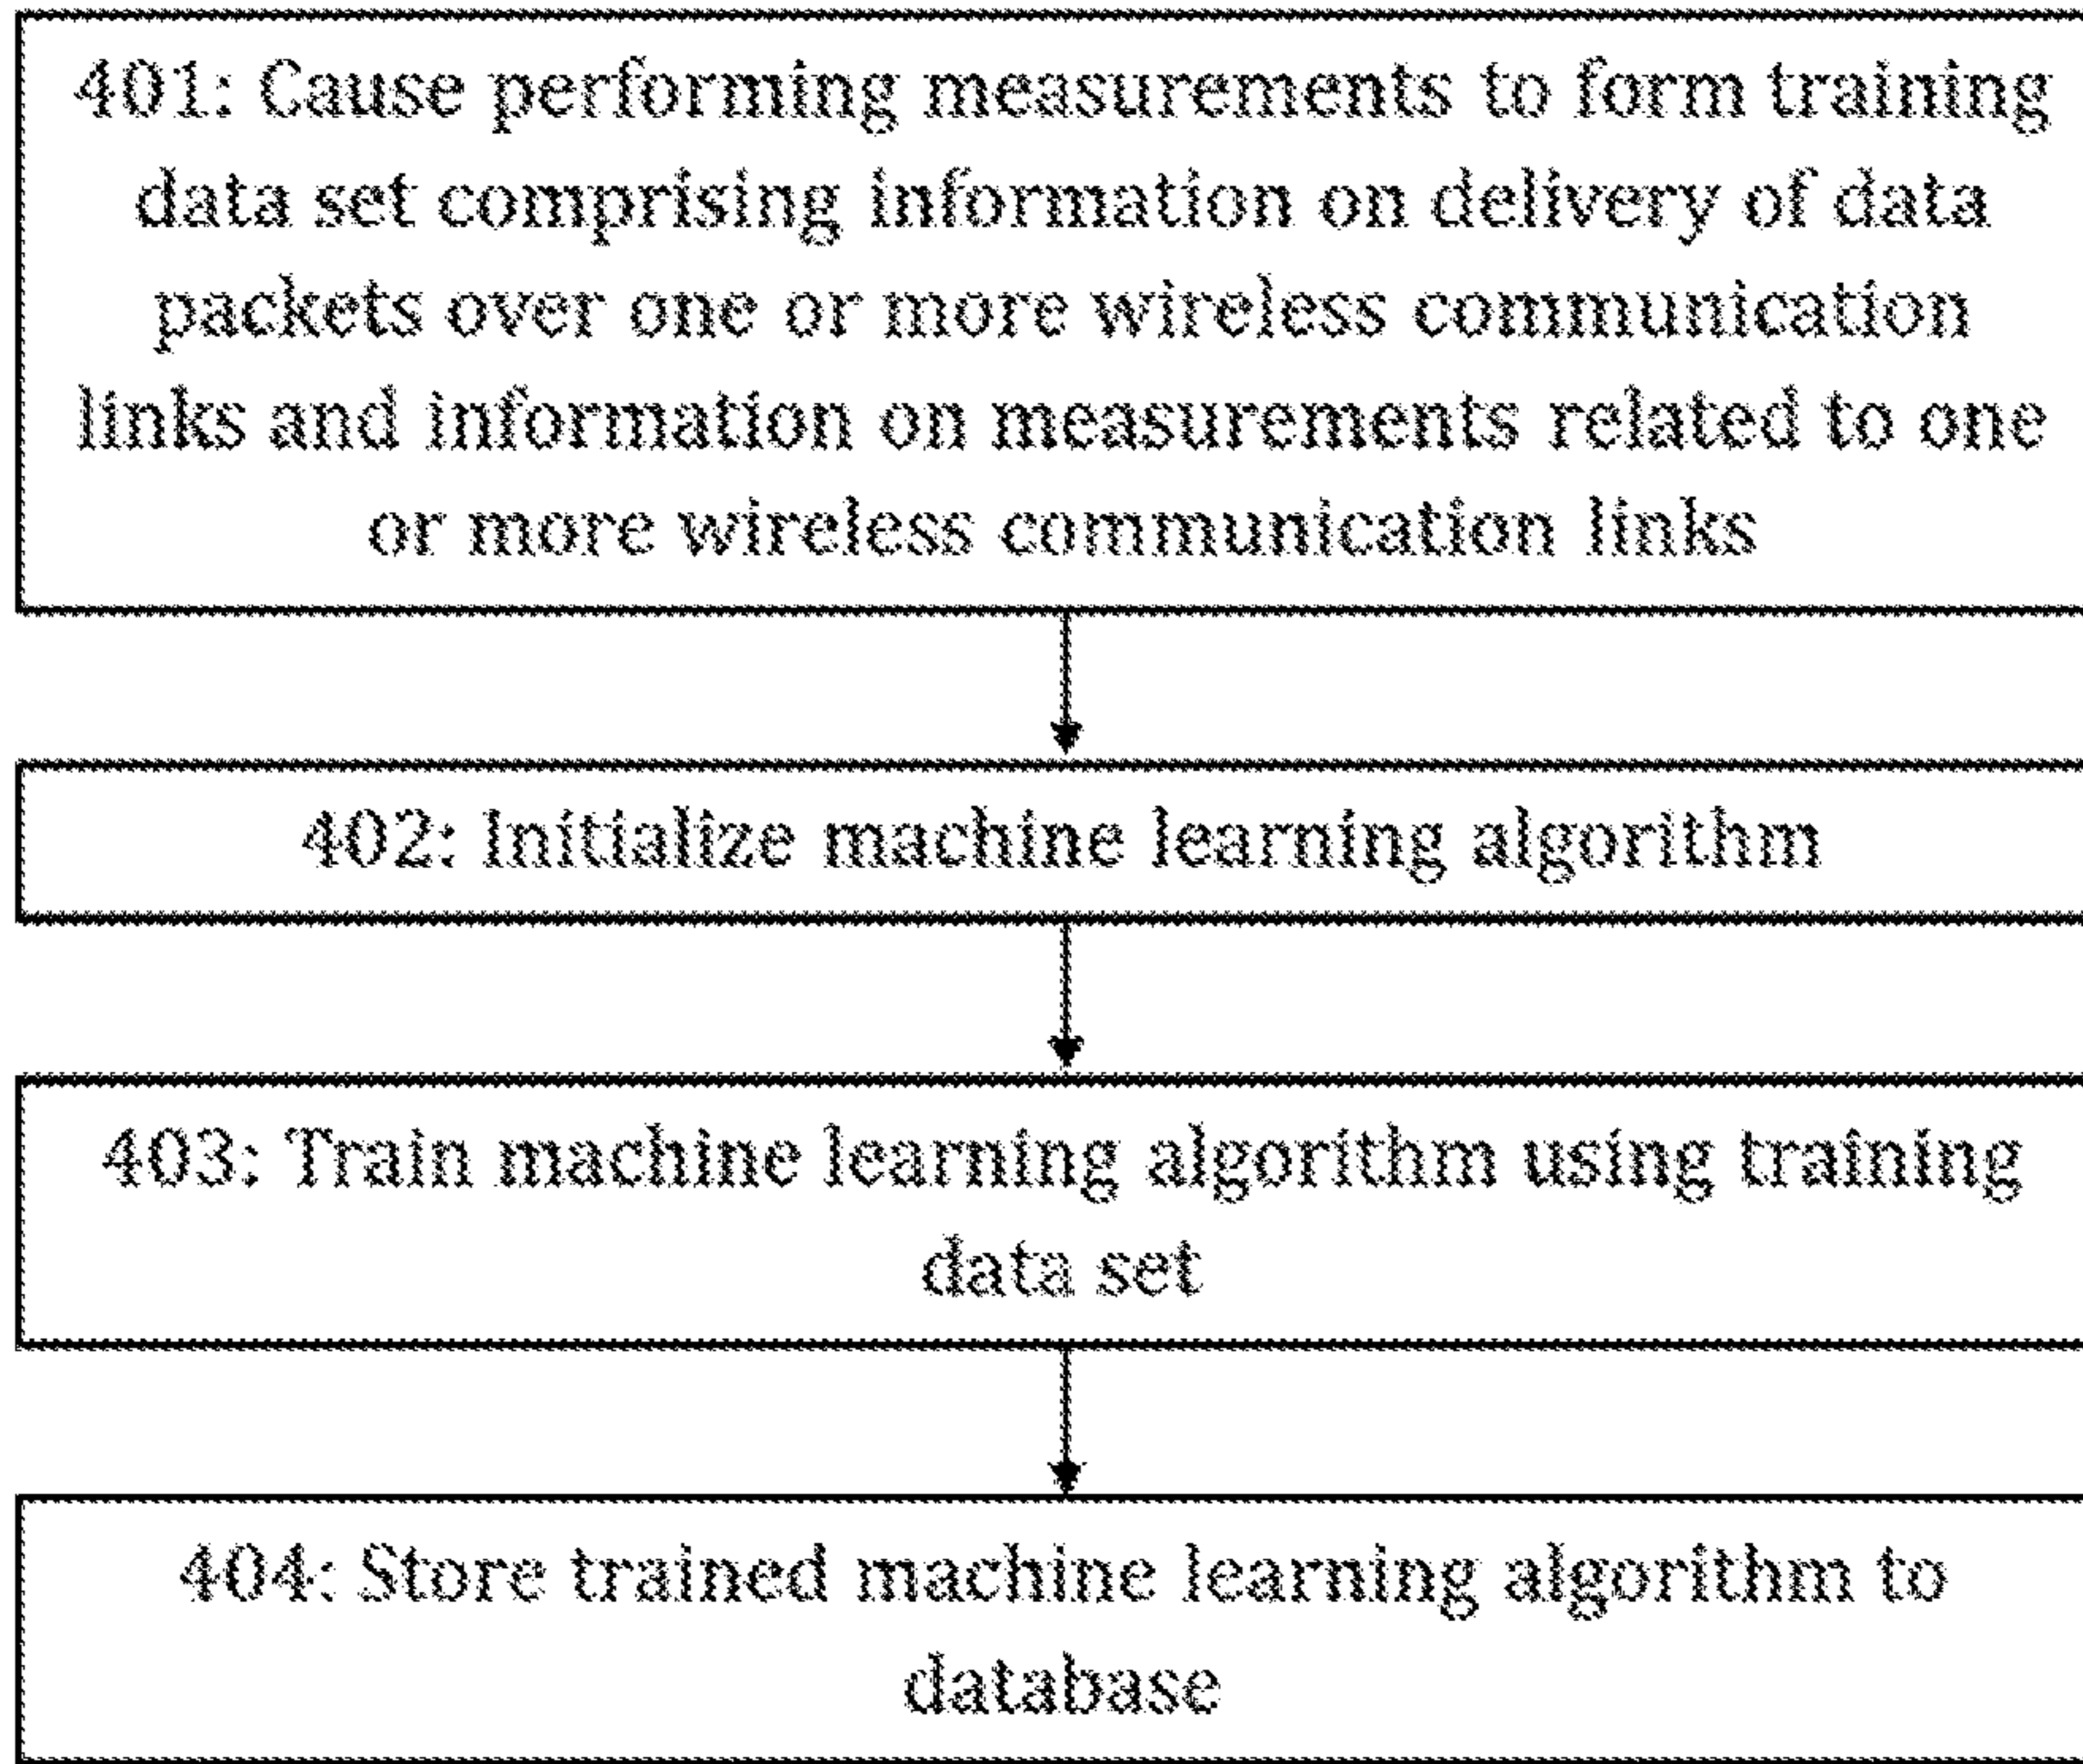 401: Cause performing measurements to form training
data set comprising information on delivery of data
packets over one or more wireless communication
links and information on measurements related to one
or more wireless communication links
402: Initialize machine learning algorithm
403: Train machine learning algorithm using training
data set
404: Store trained machine learning algorithm to
database